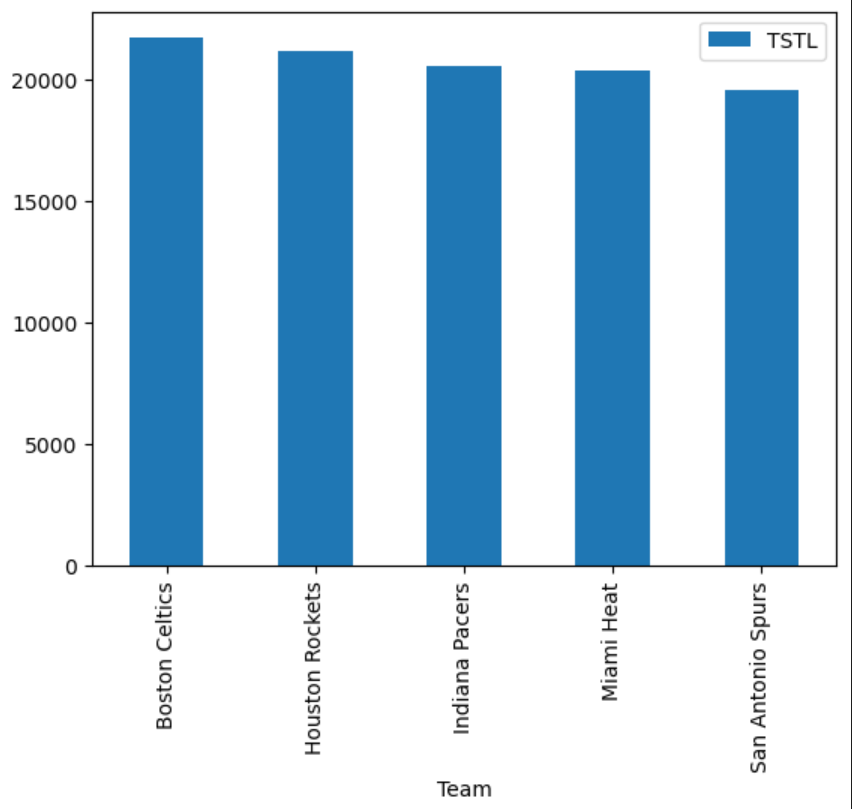 TSTL
20000
15000
10000
5000
0
Boston Celtics
Houston Rockets
Indiana Pacers
Miami Heat
San Antonio Spurs
Team